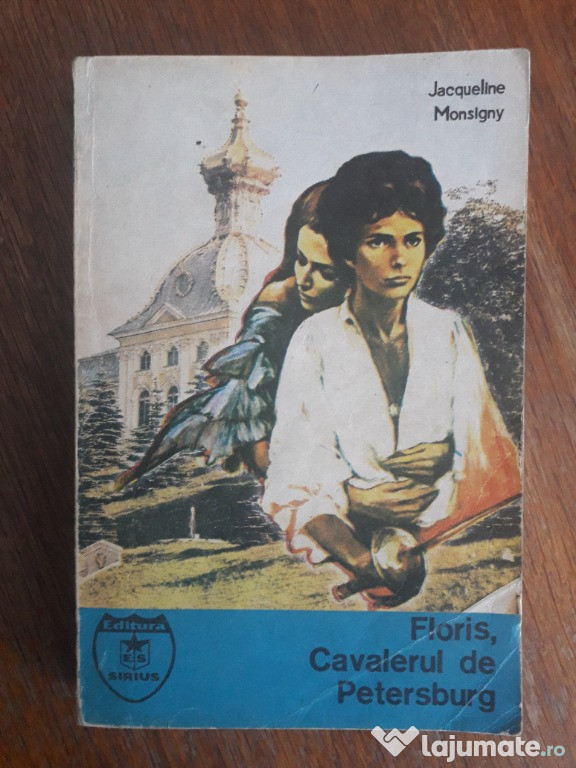 Jacqueline
Monsigny
Editura
ES
SIRIUS
Floris,
Cavalerul de
Petersburg
lajumate.ro